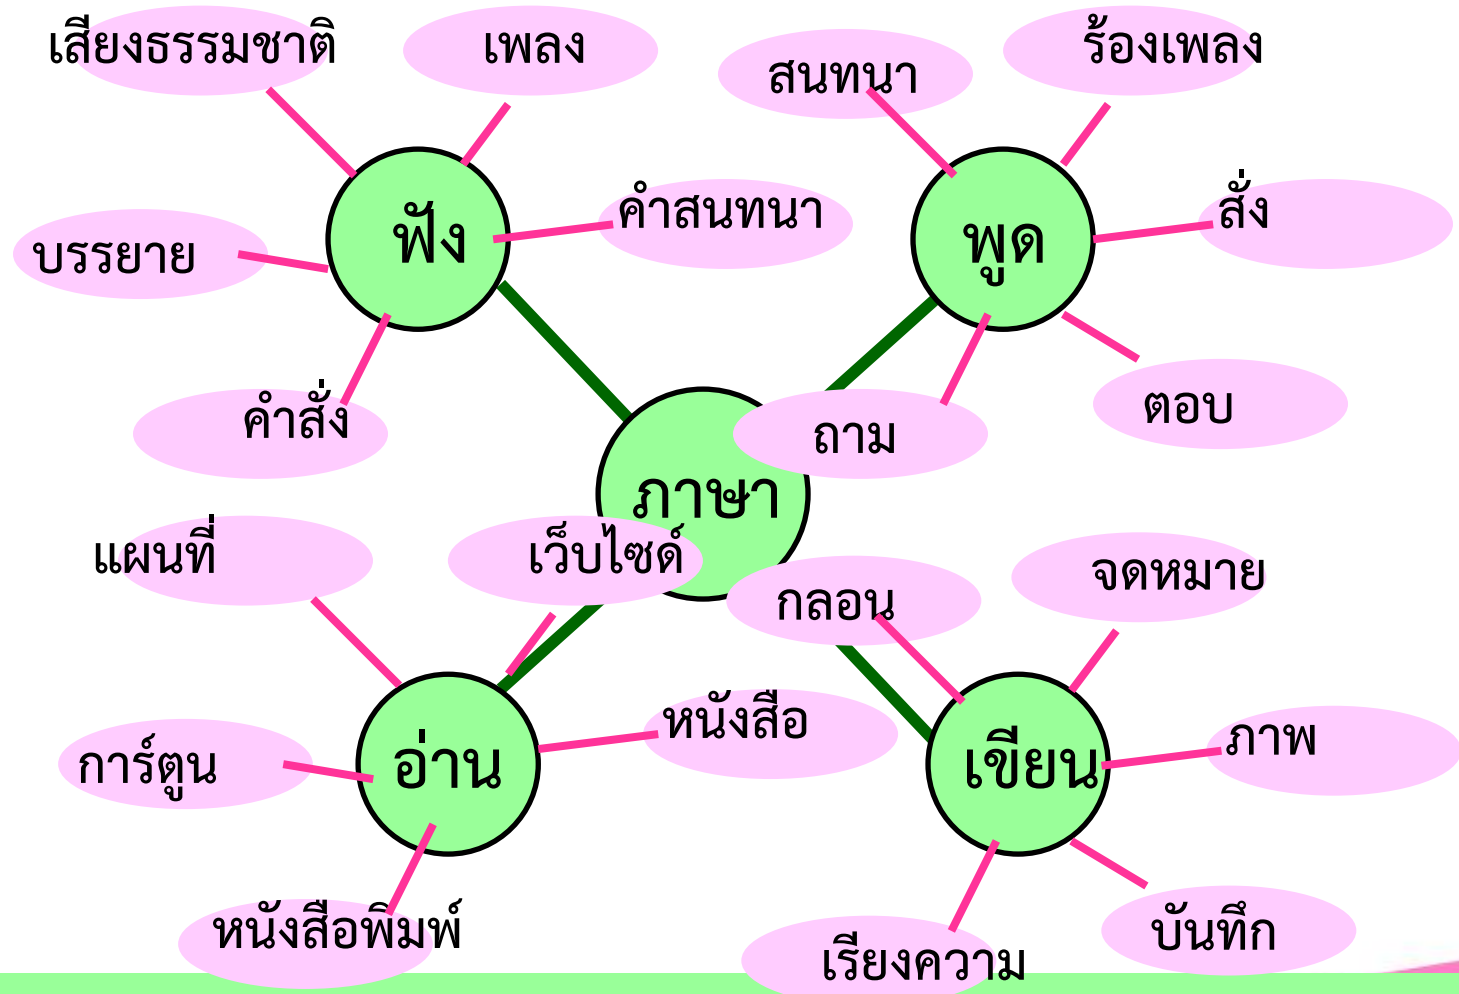 เสียงธรรมชาติ
เพลง
สนทนา
ร้องเพลง
ฟัง
คำสนทนา
พูด
สั่ง
บรรยาย
คำสั่ง
ถาม
ตอบ
ภาษา
แผนที่
เว็บไซด์
กลอน
จดหมาย
อ่าน
หนังสือ
เขียน
ภาพ
การ์ตูน
หนังสือพิมพ์
เรียงความ
บันทึก